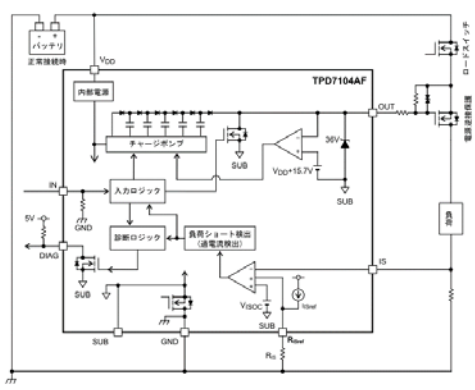 - +
バッテリ
正常接続時
VDD
TPD7104AF
ロードスイッチ
内部電源
OUT
電源逆接保護
チャージポンプ
SUB
36V
VDD+15.7V
SUB
IN
入力ロジック
GND
負荷
5V
診断ロジック
負荷ショート検出
(過電流検出)
DIAG
IS
SUB
VISOC
IISref
SUB
SUB
GND
RISref
RIS